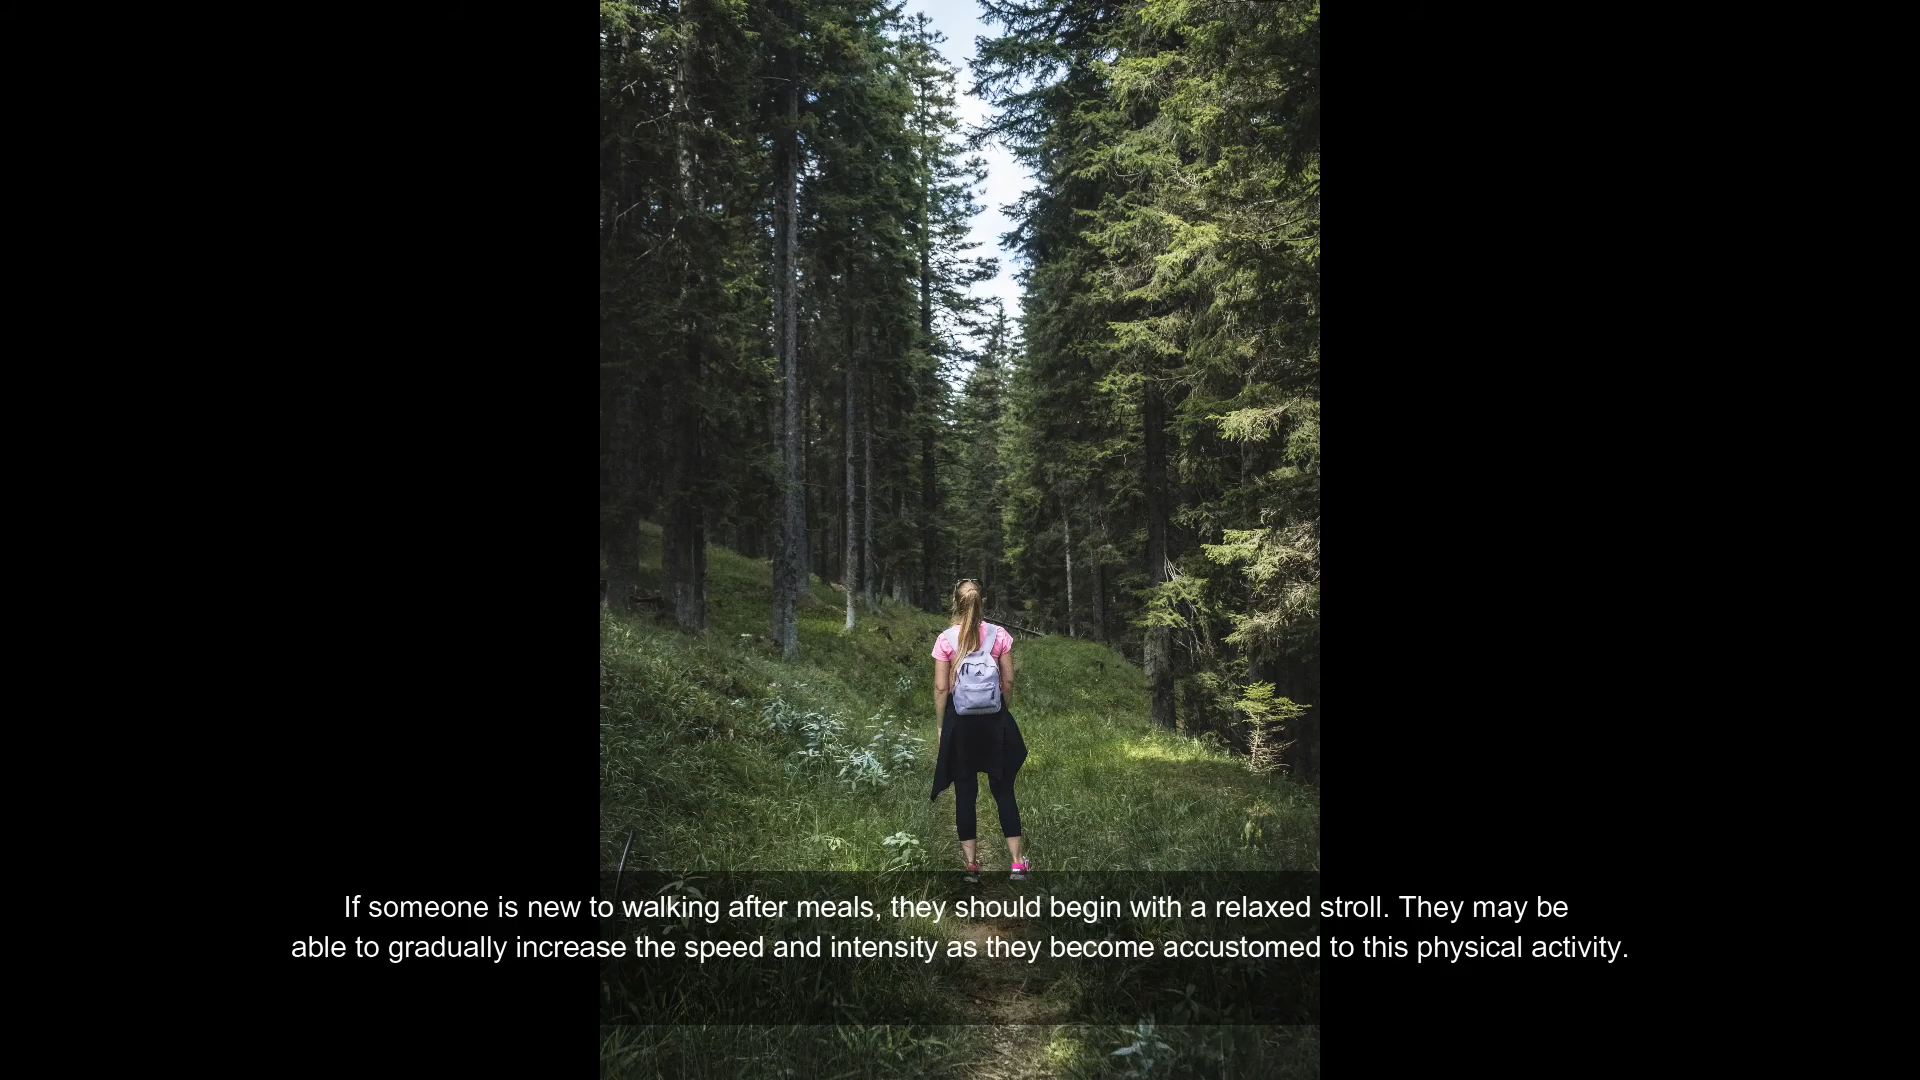 If someone is new to walking after meals, they should begin with a relaxed stroll. They may be
able to gradually increase the speed and intensity as they become accustomed to this physical activity.